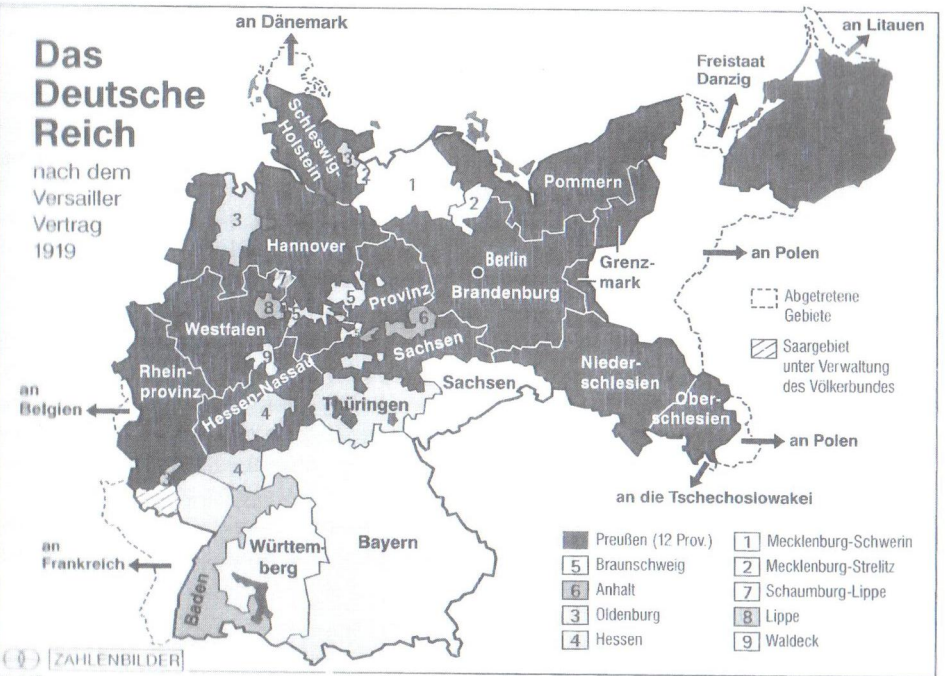 Das
Deutsche
Reich
nach dem
Versailler
Vertrag
1919
an Dänemark
an Litauen
Freistaat
Danzig
Schleswig-
Holstein
3
2
1
2
Pommern
3
Hannover
Berlin
Brandenburg
Grenz-
mark
an Polen
7
5
Provinz
6
Sachsen
8
5
Westfalen
9
Abgetretene
Gebiete
Saargebiet
unter Verwaltung
des Völkerbundes
Rhein-
provinz
Hessen-Nassau
4
Thüringen
Sachsen
Nieder-
schlesien
Ober-
schlesien
an
Belgien
an Polen
an die Tschechoslowakei
4
an
Frankreich
Baden
Württem-
berg
Bayern
Preußen (12 Prov.)
5 Braunschweig
6 Anhalt
3 Oldenburg
4 Hessen
1 Mecklenburg-Schwerin
2 Mecklenburg-Strelitz
7 Schaumburg-Lippe
8 Lippe
9 Waldeck
ZAHLENBILDER